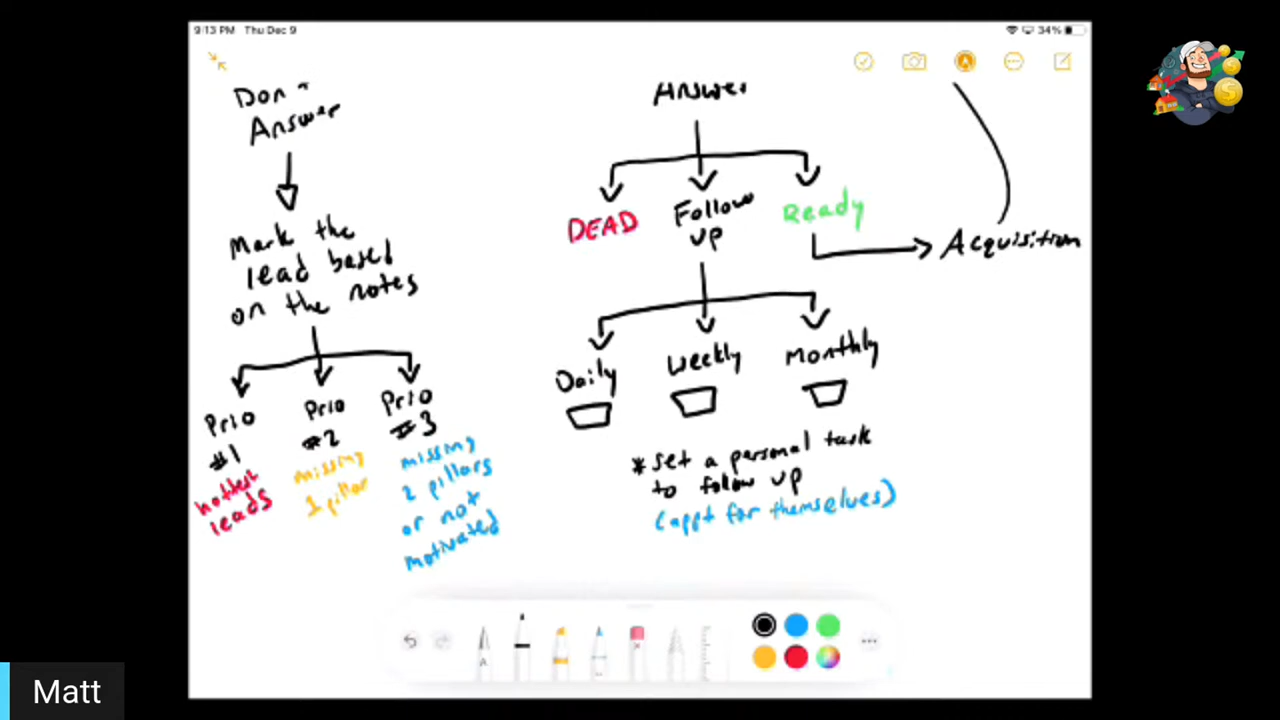 9:13 PM Thu Dec 9
34%
Don't
Answer
Mark the
lead based
on the notes
Prio
#1
hottest
leads
Prio
#2
missing
1 pillar
Prio
#3
missing
2 pillars
or not
motivated
Answer
DEAD
Follow
up
Ready
Acquisition
Daily
Weekly
Monthly
*set a personal task
to follow up
(appt for themselves)
Matt